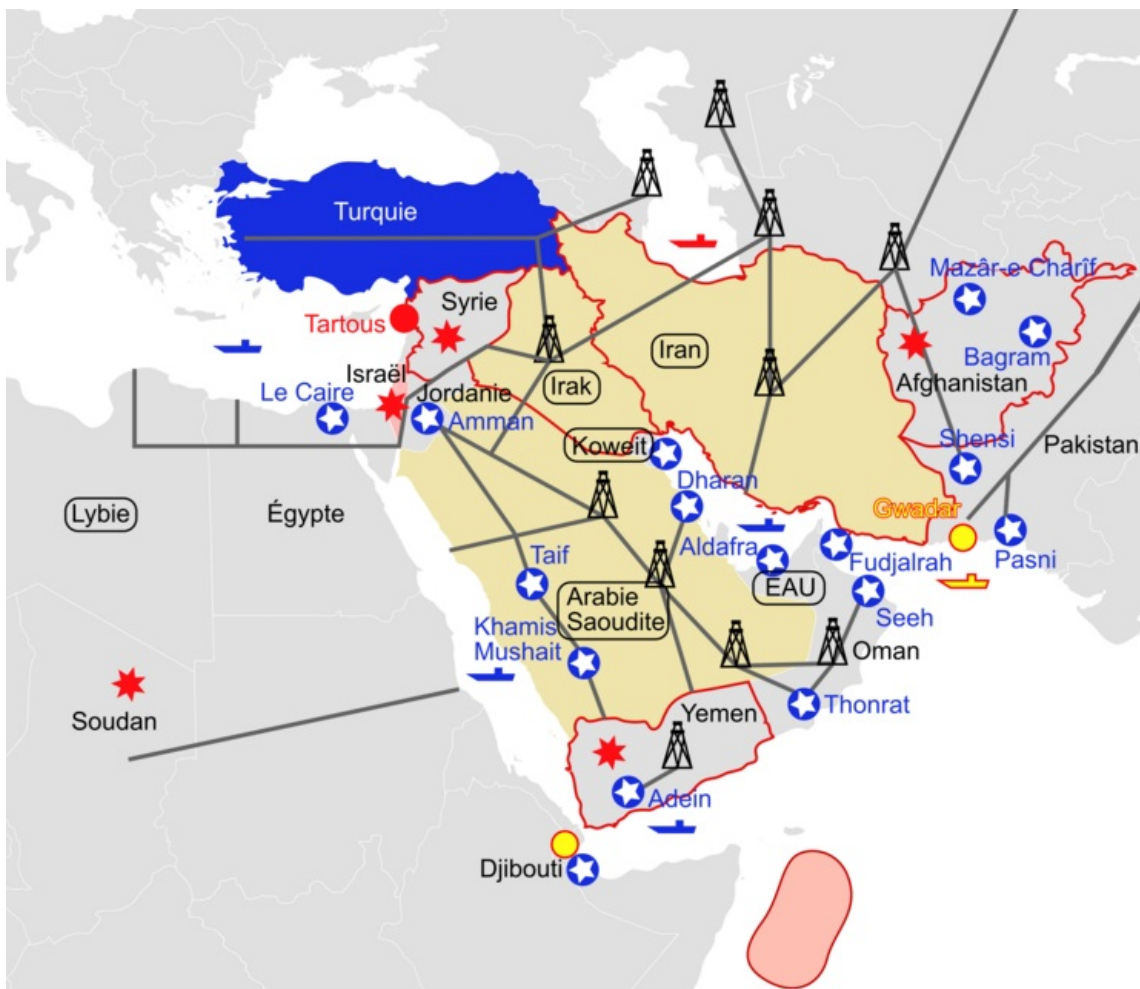 Turquie
Mazâr-e Charîf
Syrie
Tartous
Iran
Bagram
Israël
Irak
Afghanistan
Le Caire
Jordanie
Amman
Shensi
Koweit
Pakistan
Dharan
Lybie
Égypte
Gwadar
Aldafra
Fudjalrah
Pasni
Taif
EAU
Arabie
Saoudite
Seeh
Khamis
Mushait
Oman
Soudan
Yemen
Thonrat
Adein
Djibouti